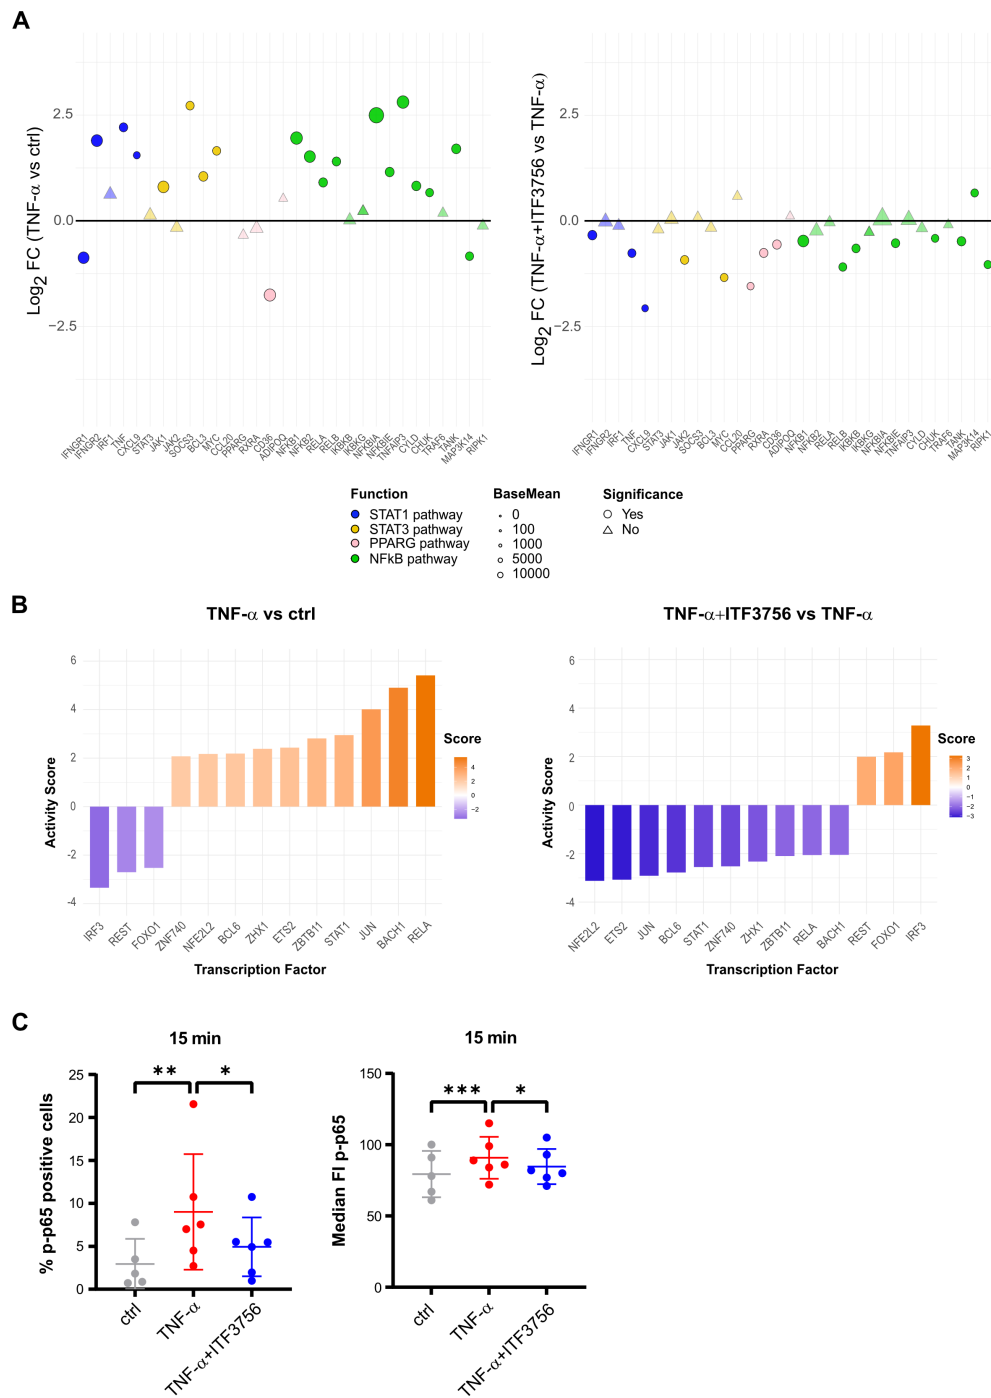 A
Log2 FC (TNF-α vs ctrl)
2.5
0.0
−2.5
IFNGR1
IFNGR2
IRF1
TNF
CXCL9
STAT3
JAK1
JAK2
SOCS3
BCL3
MYC
CCL20
PPARG
RXRA
CD36
ADIPOQ
NFKB1
NFKB2
RELA
RELB
IKBKB
IKBKG
NFKBIA
NFKBIE
TNFAIP3
CYLD
CHUK
TRAF6
TANK
MAP3K14
RIPK1
Log2 FC (TNF-α+ITF3756 vs TNF-α)
2.5
0.0
−2.5
IFNGR1
IFNGR2
IRF1
TNF
CXCL9
STAT3
JAK1
JAK2
SOCS3
BCL3
MYC
CCL20
PPARG
RXRA
CD36
ADIPOQ
NFKB1
NFKB2
RELA
RELB
IKBKB
IKBKG
NFKBIA
NFKBIE
TNFAIP3
CYLD
CHUK
TRAF6
TANK
MAP3K14
RIPK1
Function
STAT1 pathway
STAT3 pathway
PPARG pathway
NFkB pathway
BaseMean
0
100
1000
5000
10000
Significance
Yes
No
B
TNF-α vs ctrl
Activity Score
6
4
2
0
-2
-4
IRF3
REST
FOXO1
ZNF740
NFE2L2
BCL6
ZHX1
ETS2
ZBTB11
STAT1
JUN
BACH1
RELA
Transcription Factor
Score
4
2
0
−2
TNF-α+ITF3756 vs TNF-α
Activity Score
6
4
2
0
-2
-4
NFE2L2
ETS2
JUN
BCL6
STAT1
ZNF740
ZHX1
ZBTB11
RELA
BACH1
REST
FOXO1
IRF3
Transcription Factor
Score
3
2
1
0
−1
−2
−3
C
15 min
% p-p65 positive cells
25
20
15
10
5
0
**
*
ctrl
TNF-α
TNF-α+ITF3756
15 min
Median FI p-p65
150
100
50
0
***
*
ctrl
TNF-α
TNF-α+ITF3756